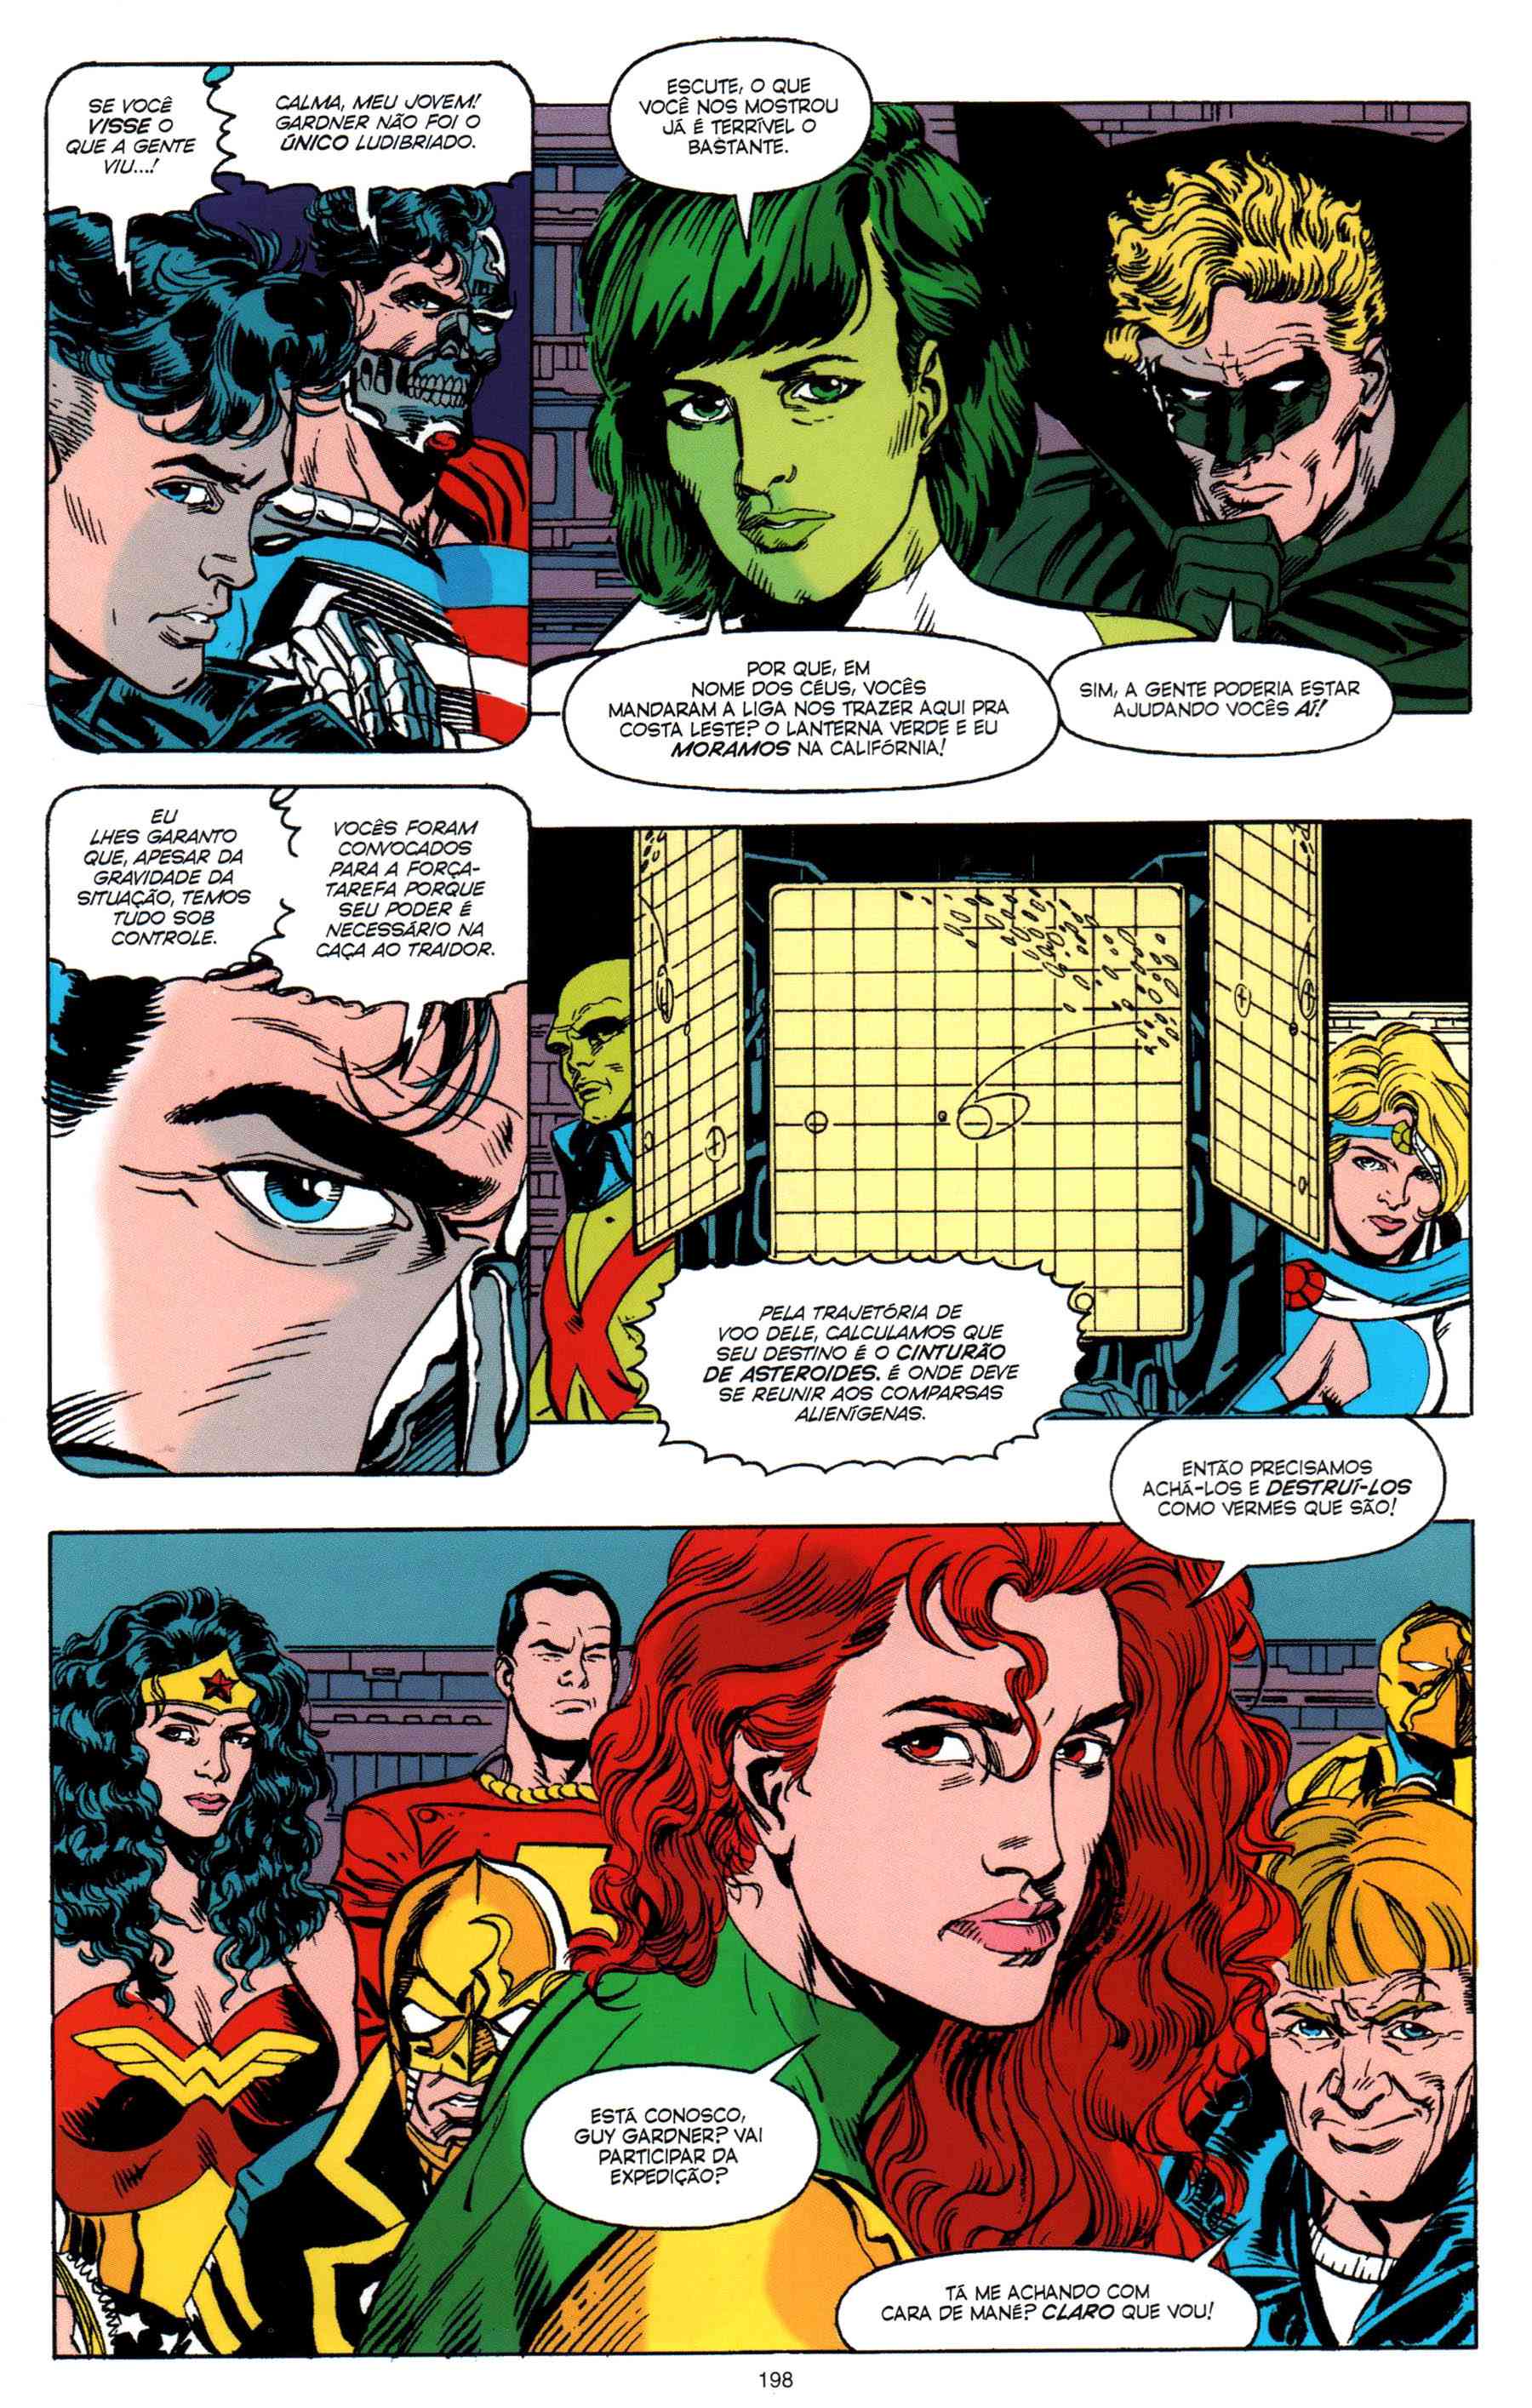 SE VOCÊ
VISSE O
QUE A GENTE
VIU...!
CALMA, MEU JOVEM!
GARDNER NÃO FOI O
ÚNICO LUDIBRIADO.
ESCUTE, O QUE
VOCÊ NOS MOSTROU
JÁ É TERRÍVEL O
BASTANTE.
POR QUE, EM
NOME DOS CÉUS, VOCÊS
MANDARAM A LIGA NOS TRAZER AQUI PRA
COSTA LESTE? O LANTERNA VERDE E EU
MORAMOS NA CALIFÓRNIA!
SIM, A GENTE PODERIA ESTAR
AJUDANDO VOCÊS AÍ!
EU
LHES GARANTO
QUE, APESAR DA
GRAVIDADE DA
SITUAÇÃO, TEMOS
TUDO SOB
CONTROLE.
VOCÊS FORAM
CONVOCADOS
PARA A FORÇA-
TAREFA PORQUE
SEU PODER É
NECESSÁRIO NA
CAÇA AO TRAIDOR.
PELA TRAJETÓRIA DE
VOO DELE, CALCULAMOS QUE
SEU DESTINO É O CINTURÃO
DE ASTEROIDES. É ONDE DEVE
SE REUNIR AOS COMPARSAS
ALIENÍGENAS.
ENTÃO PRECISAMOS
ACHÁ-LOS E DESTRUÍ-LOS
COMO VERMES QUE SÃO!
ESTÁ CONOSCO,
GUY GARDNER? VAI
PARTICIPAR DA
EXPEDIÇÃO?
TÁ ME ACHANDO COM
CARA DE MANÉ? CLARO QUE VOU!
198